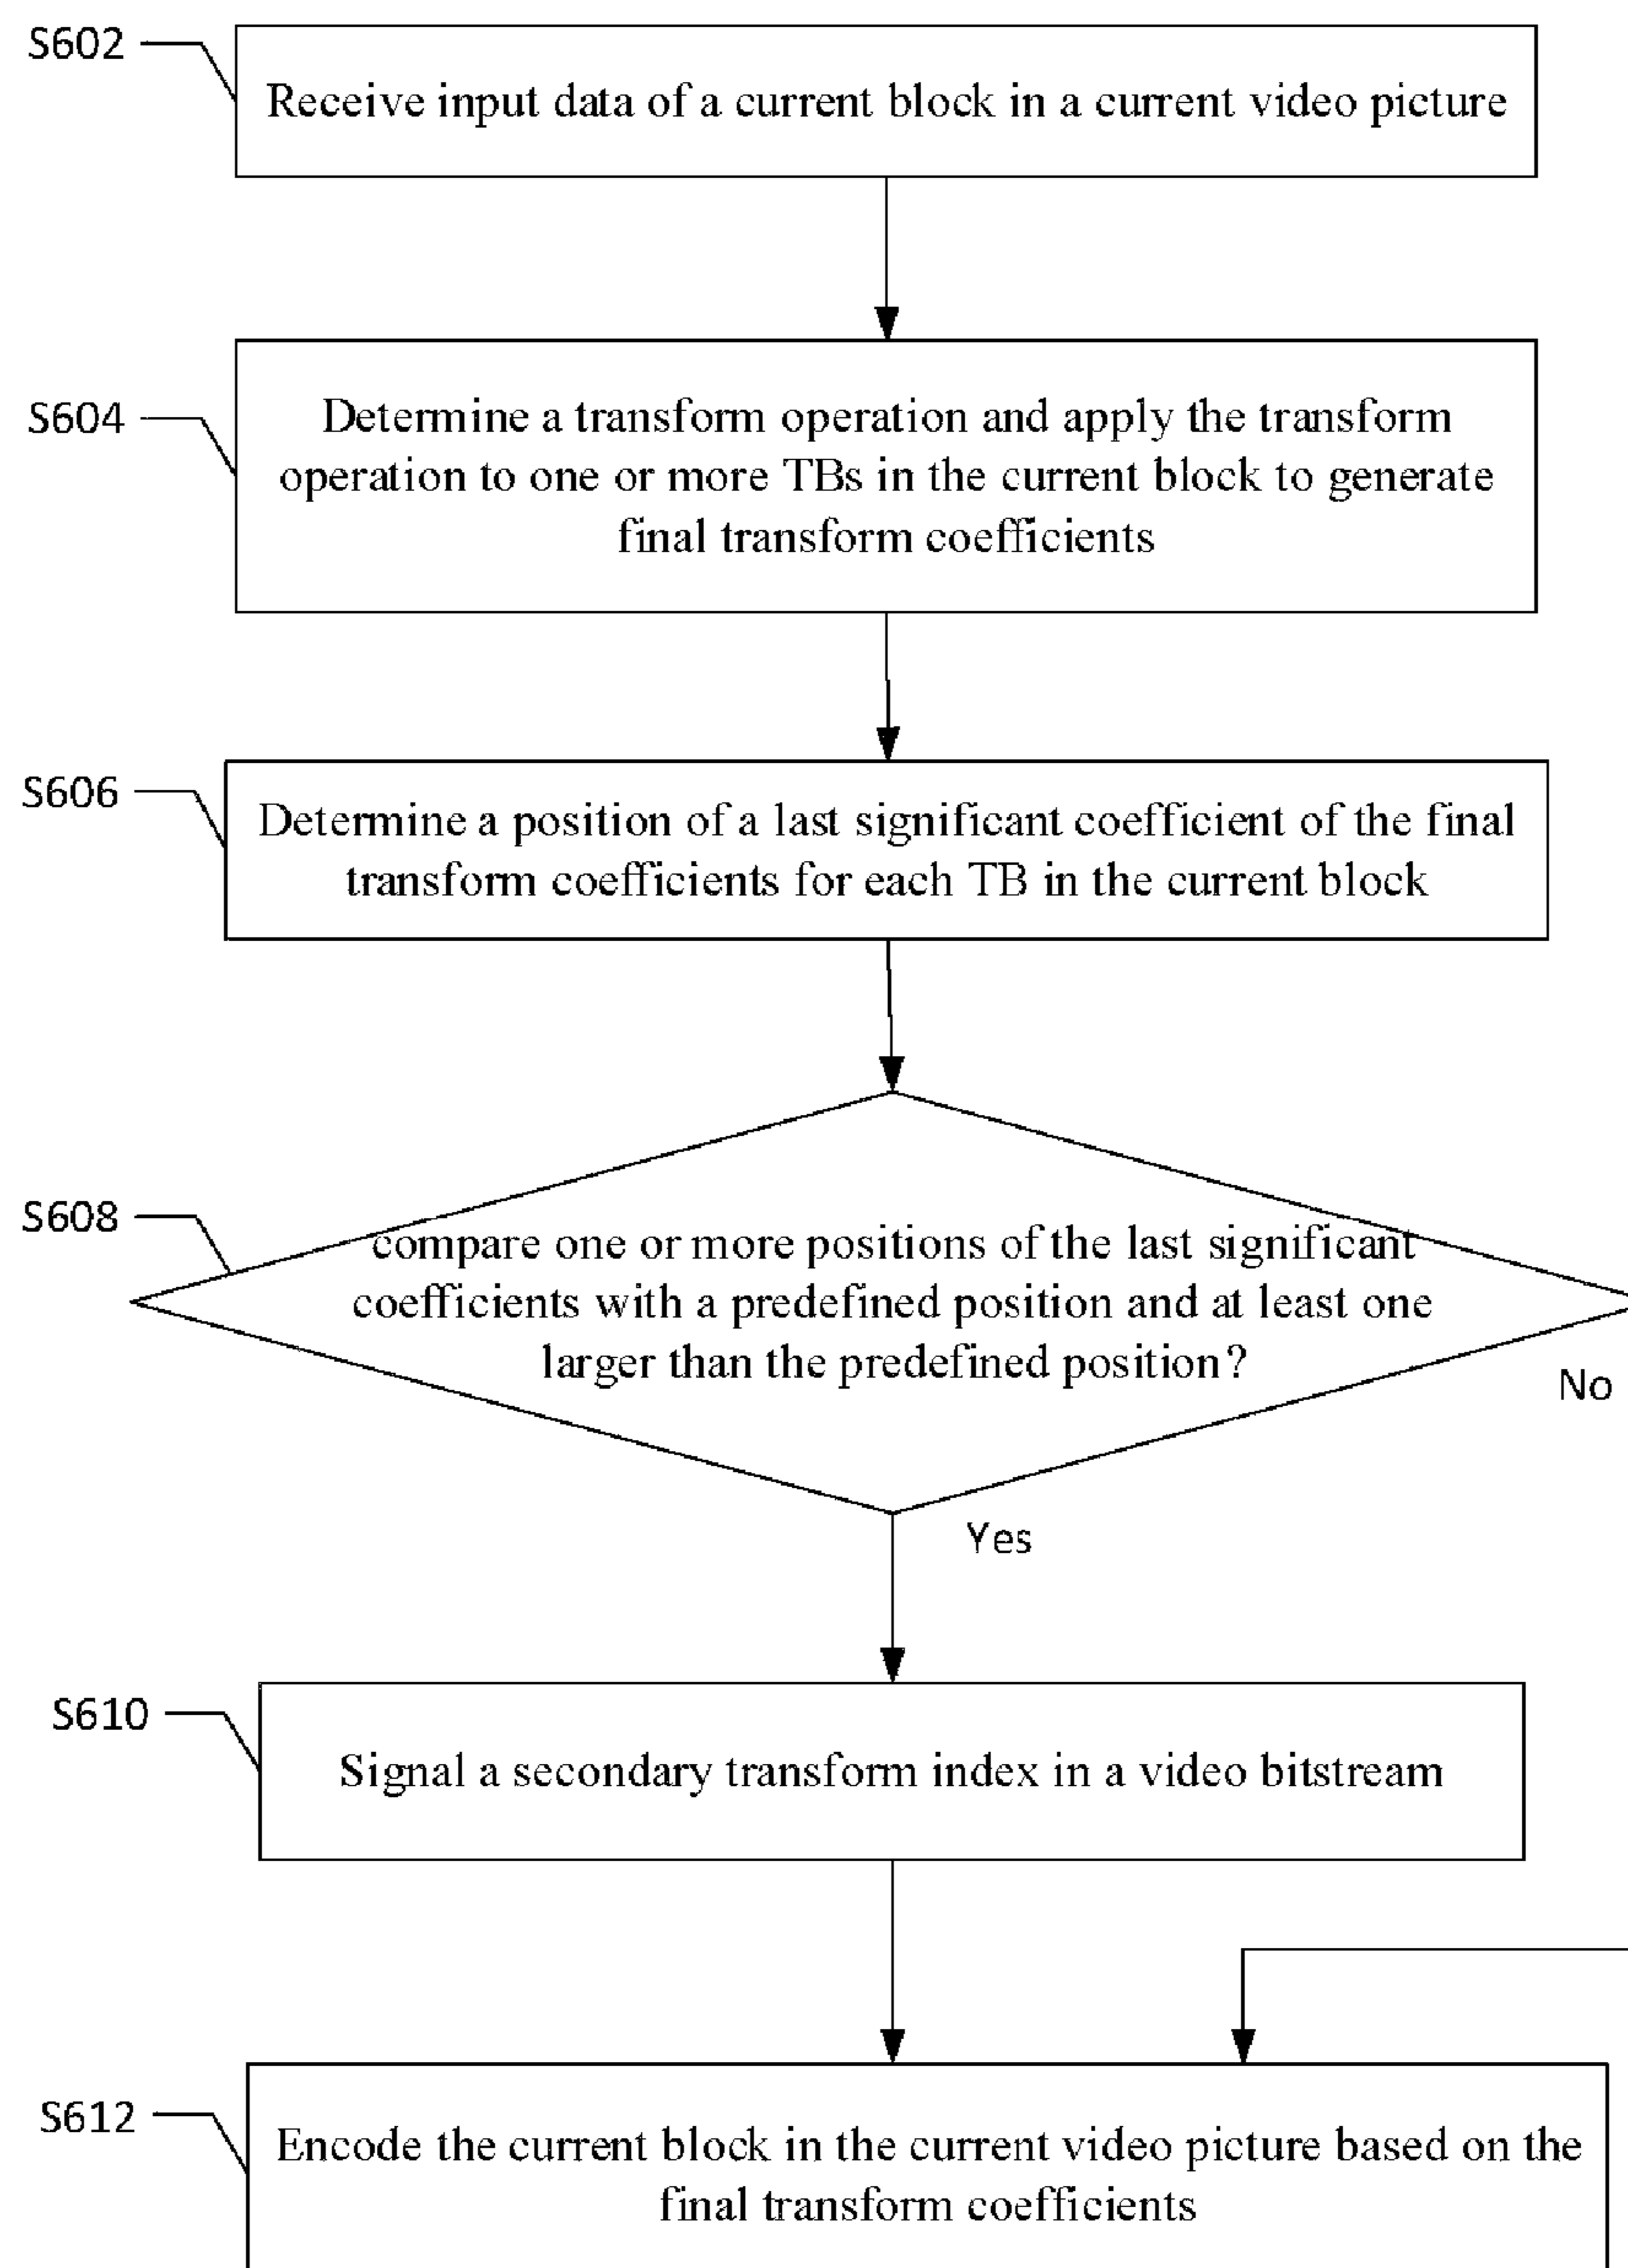 S602
Receive input data of a current block in a current video picture
S604
Determine a transform operation and apply the transform
operation to one or more TBs in the current block to generate
final transform coefficients
S606
Determine a position of a last significant coefficient of the final
transform coefficients for each TB in the current block
S608
compare one or more positions of the last significant
coefficients with a predefined position and at least one
larger than the predefined position?
No
Yes
S610
Signal a secondary transform index in a video bitstream
S612
Encode the current block in the current video picture based on the
final transform coefficients